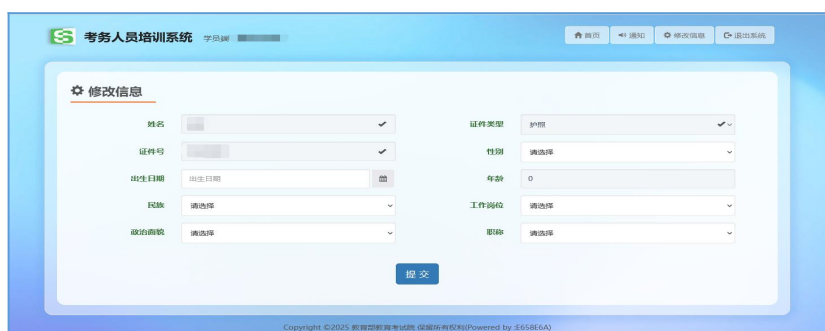 考务人员培训系统 学员端
首页 通知 修改信息 退出系统
修改信息
姓名 证件类型 护照
证件号 性别 请选择
出生日期 出生日期 年龄 0
民族 请选择 工作岗位 请选择
政治面貌 请选择 职称 请选择
提交
Copyright ©2025 教育部教育考试院 保留所有权利(Powered by :E658E6A)